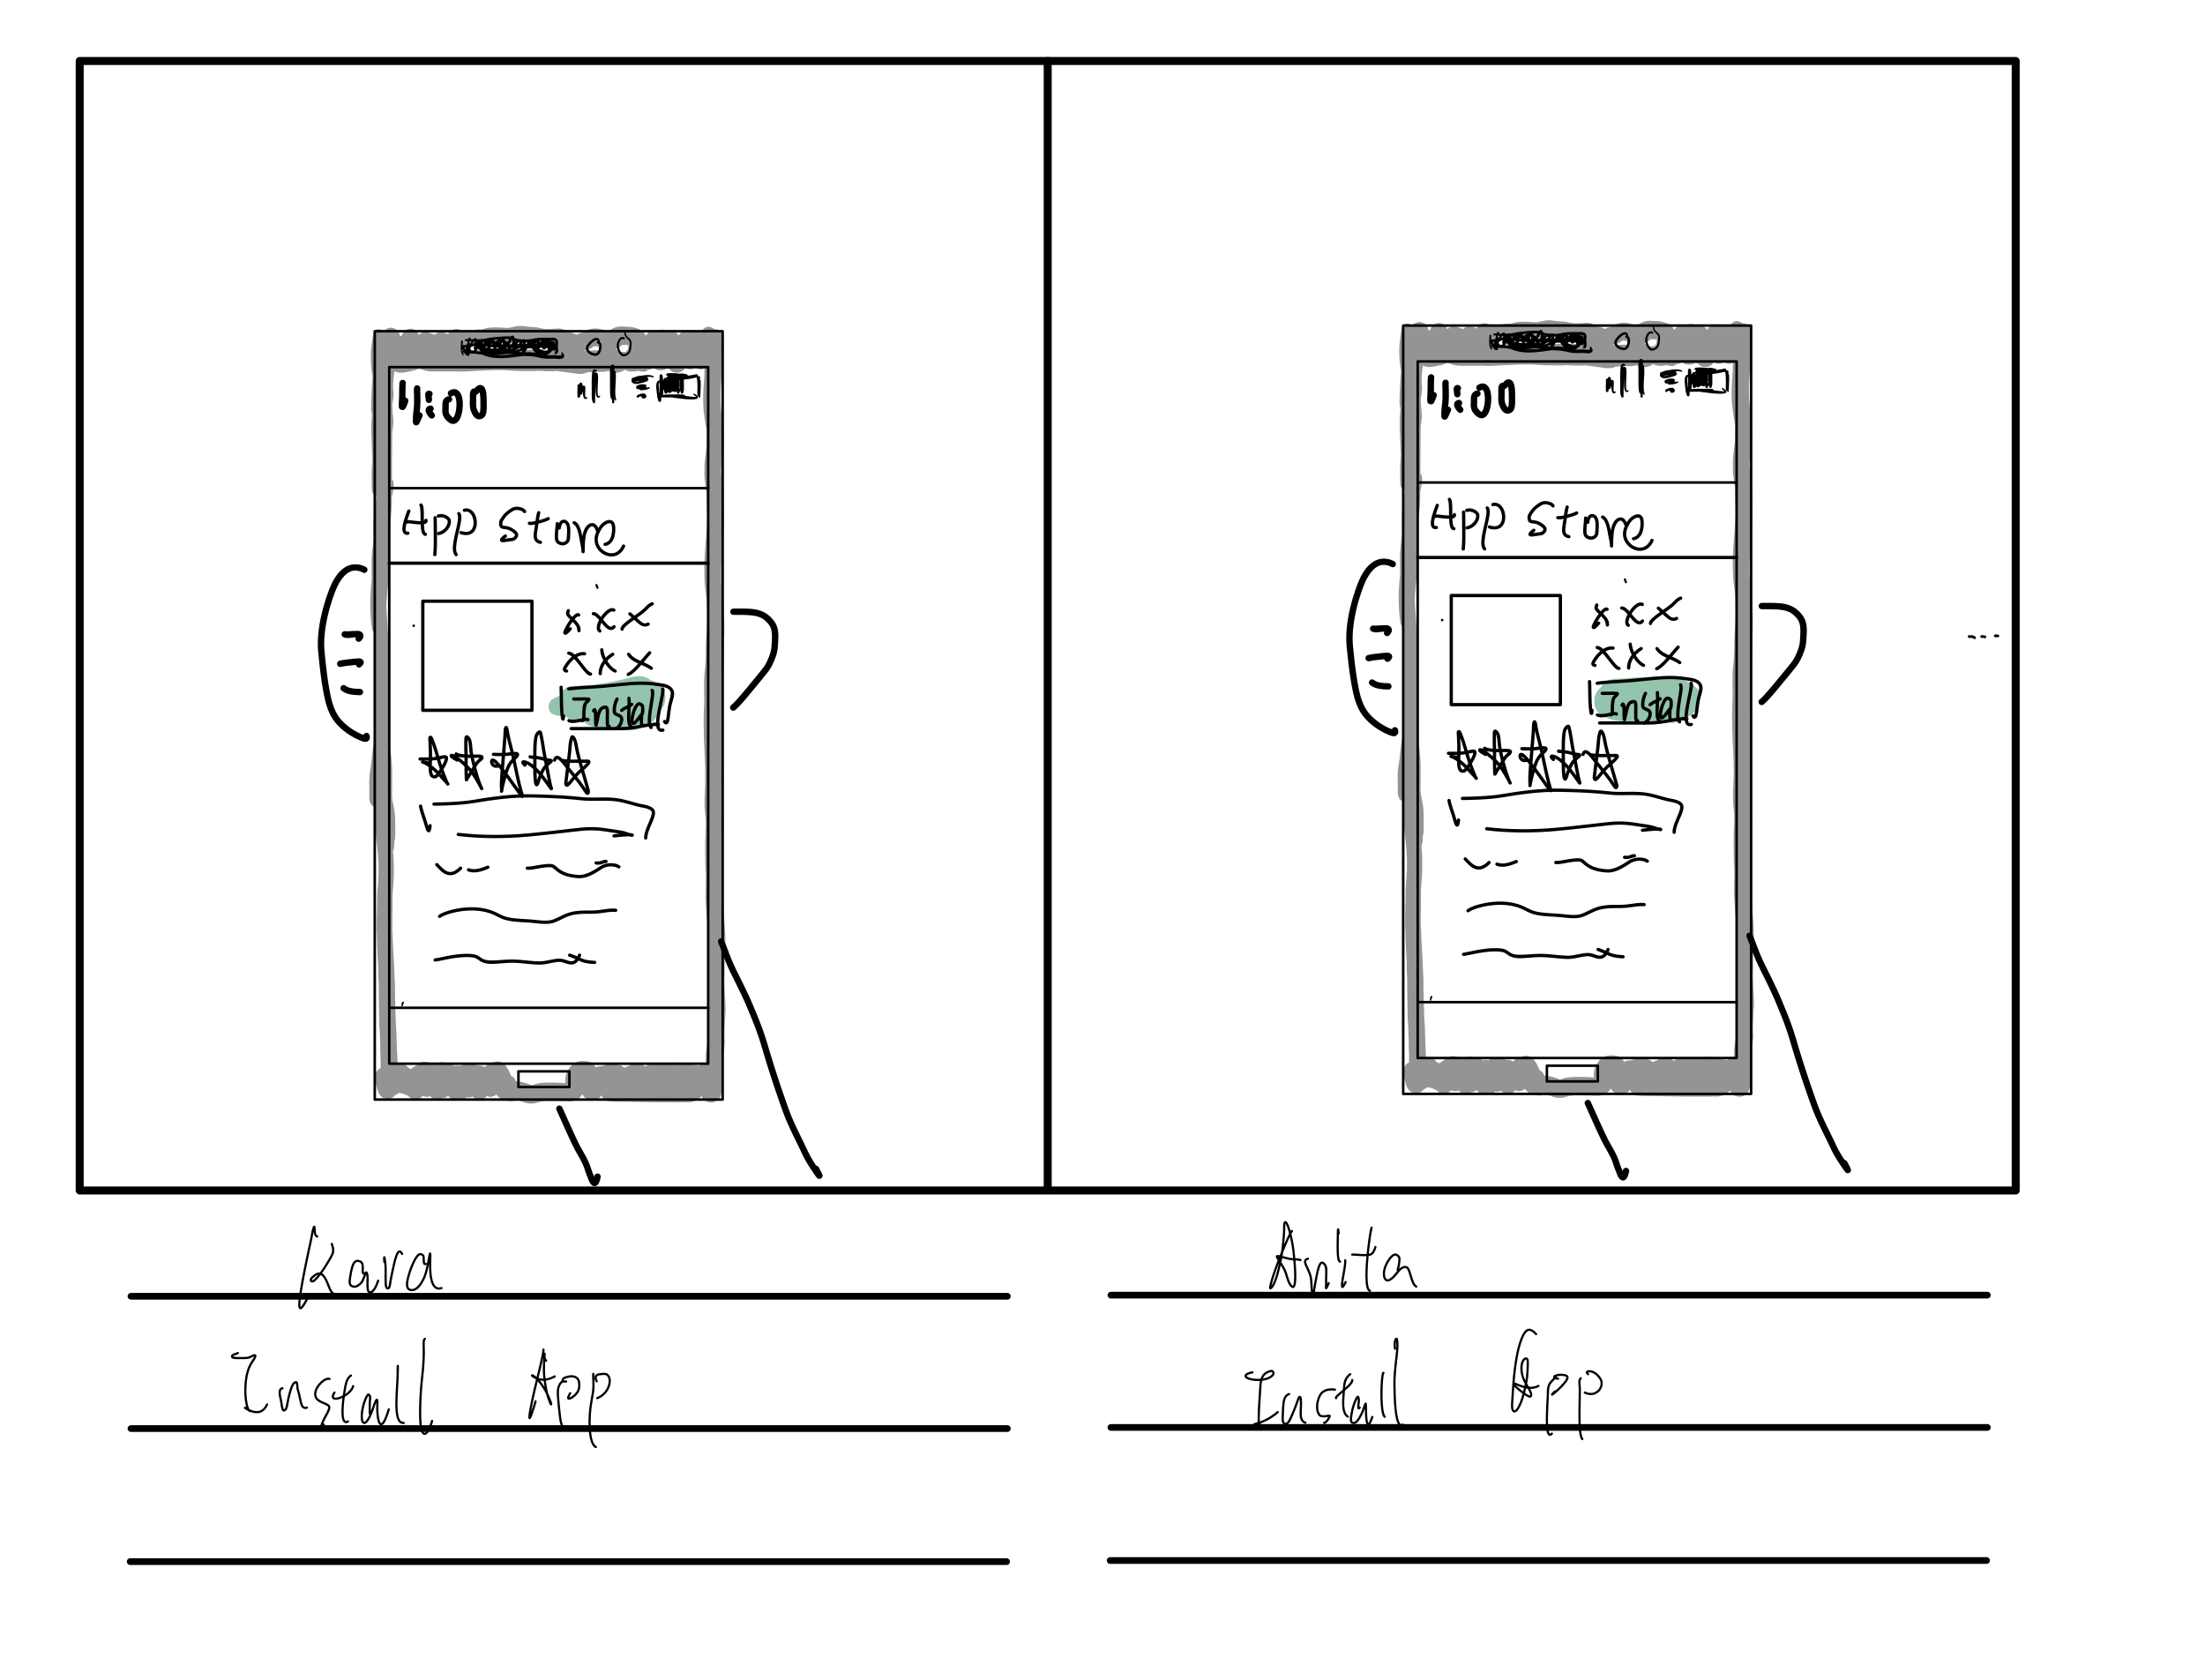 11:00
App Store
xxx
xxx
Install
11:00
App Store
xxx
xxx
Install
Kara
Install App
Anita
Install App